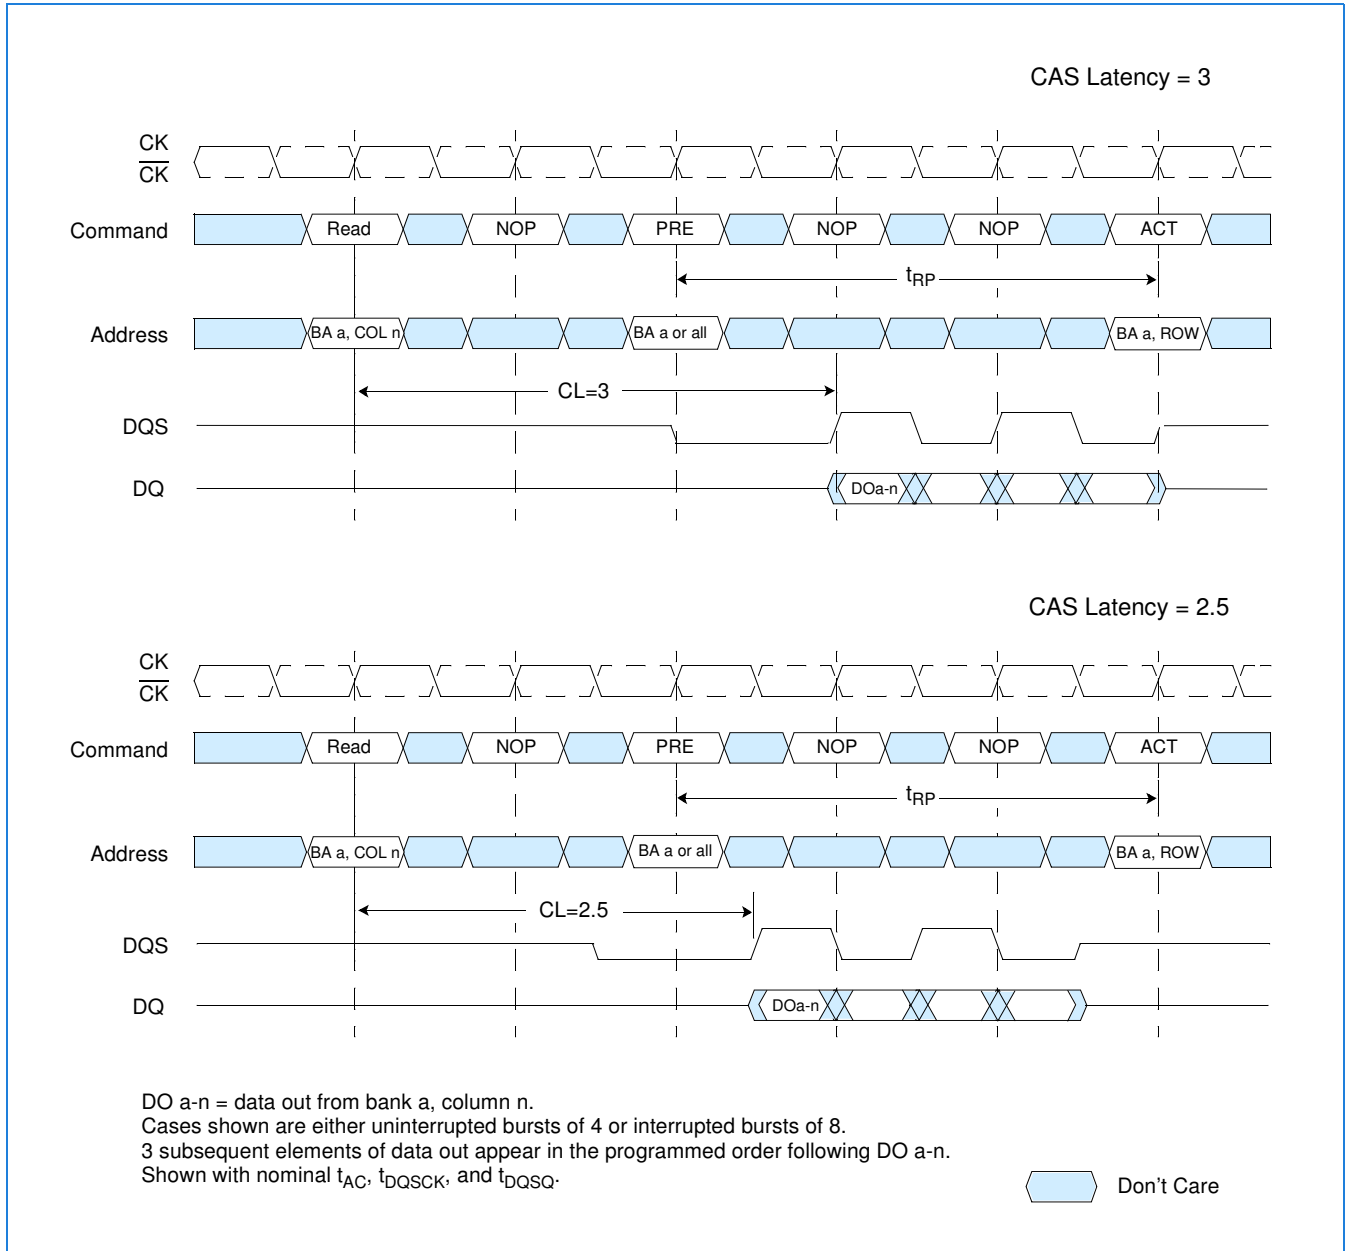 CAS Latency = 3
CK
CK
Command Read NOP PRE NOP NOP ACT
tRP
Address BA a, COL n BA a or all BA a, ROW
CL=3
DQS
DQ DOa-n
CAS Latency = 2.5
CK
CK
Command Read NOP PRE NOP NOP ACT
tRP
Address BA a, COL n BA a or all BA a, ROW
CL=2.5
DQS
DQ DOa-n
DO a-n = data out from bank a, column n.
Cases shown are either uninterrupted bursts of 4 or interrupted bursts of 8.
3 subsequent elements of data out appear in the programmed order following DO a-n.
Shown with nominal tAC, tDQSCK, and tDQSQ.
Don't Care